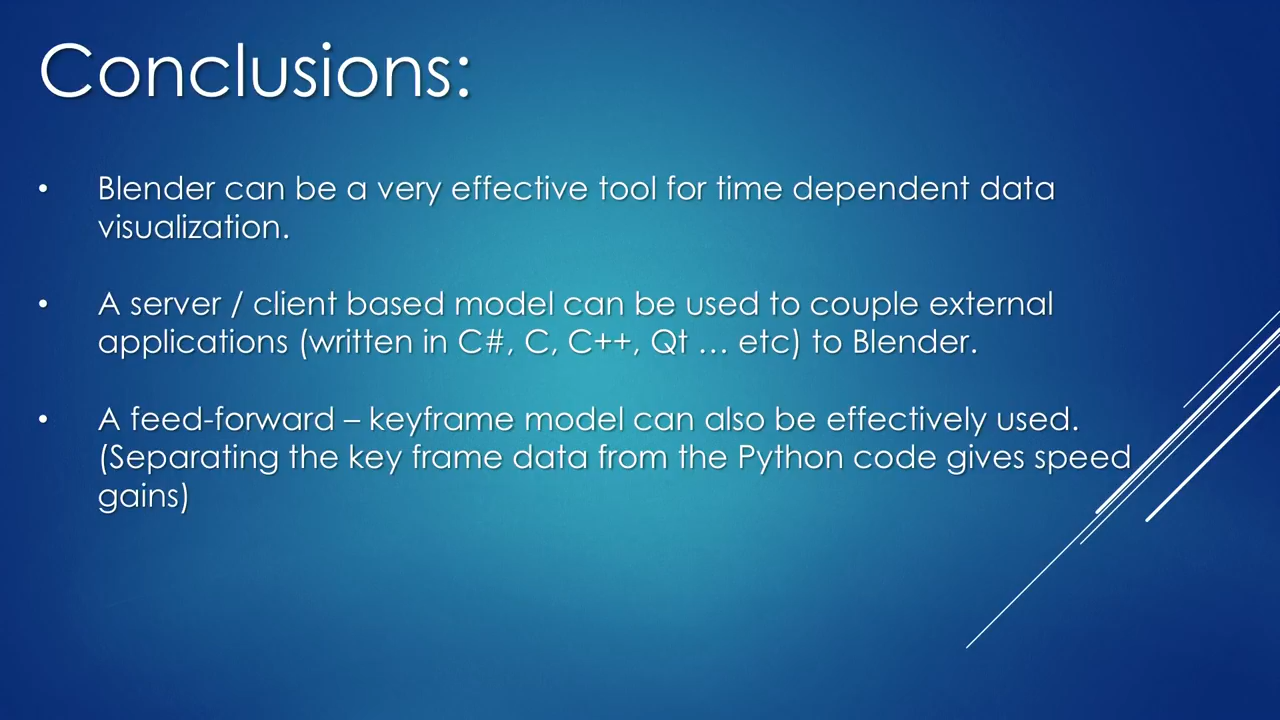 Conclusions:
• Blender can be a very effective tool for time dependent data
visualization.
• A server / client based model can be used to couple external
applications (written in C#, C, C++, Qt … etc) to Blender.
• A feed-forward – keyframe model can also be effectively used.
(Separating the key frame data from the Python code gives speed
gains)